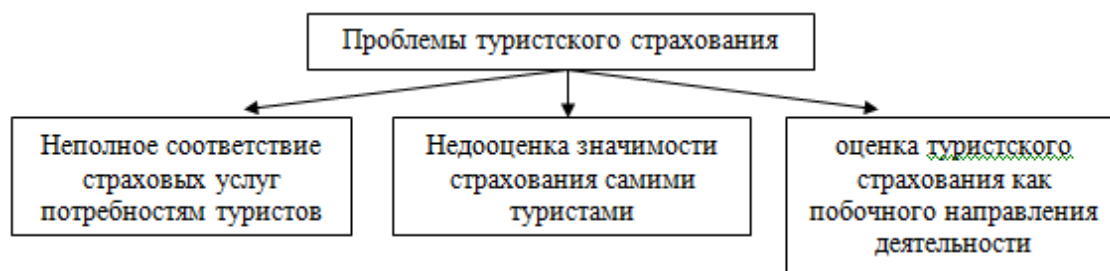 Проблемы туристского страхования
Неполное соответствие
страховых услуг
потребностям туристов
Недооценка значимости
страхования самими
туристами
оценка туристского
страхования как
побочного направления
деятельности